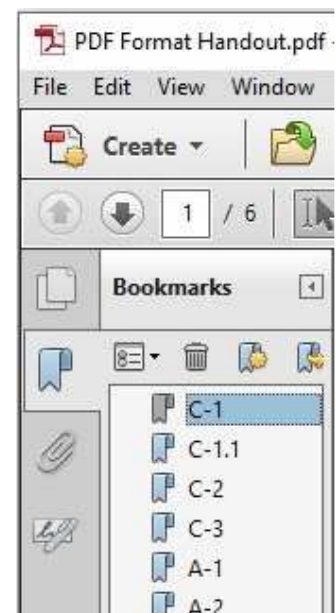 PDF Format Handout.pdf -
File Edit View Window
Create
1 / 6
Bookmarks
C-1
C-1.1
C-2
C-3
A-1
A-2